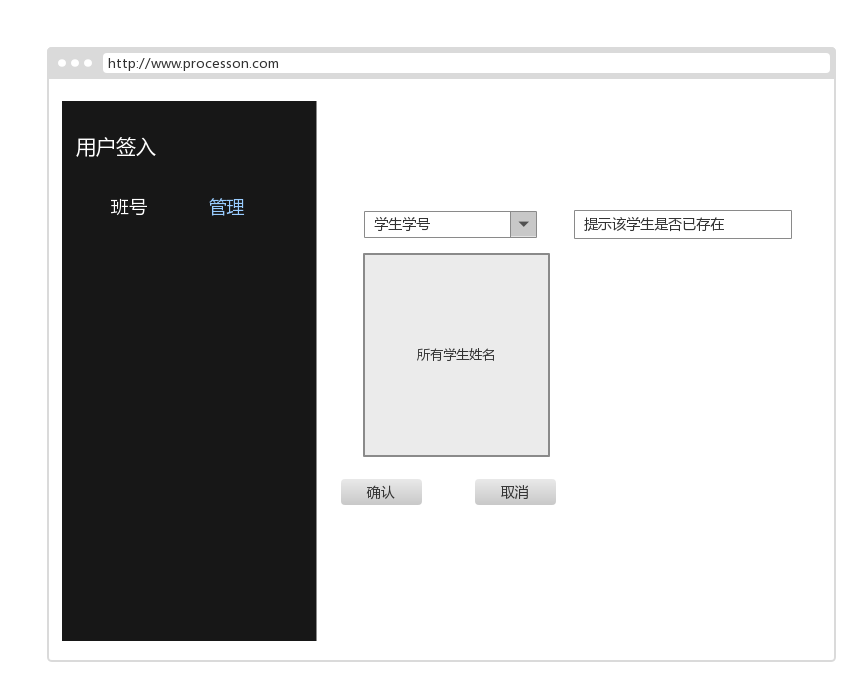 http://www.processon.com
用户签入
班号
管理
学生学号
提示该学生是否已存在
所有学生姓名
确认
取消